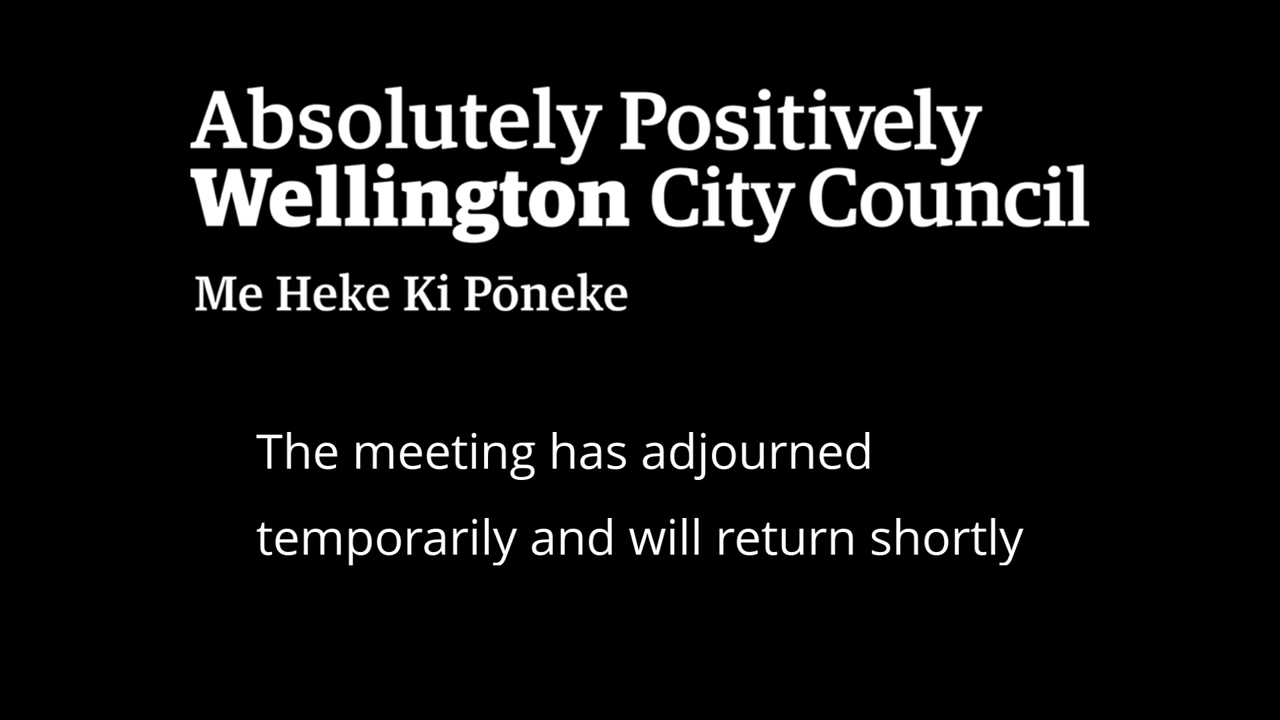 Absolutely Positively
Wellington City Council
Me Heke Ki Pōneke
The meeting has adjourned
temporarily and will return shortly